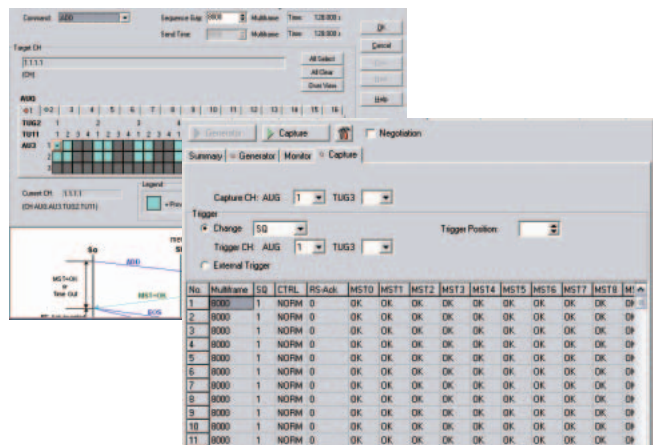 Command: ADD Sequence Gap: 8000 Multiframe Time: 128.000 s
Send Time: Multiframe Time: 128.000 s
Ok
Cancel
Target CH
1.1.1.1
(CH)
All Select
All Clear
Over View
Help
AUG
#1 #2 3 4 5 6 7 8 9 10 11 12 13 14 15 16
TUG2 1 2 3 4
TU11 1 2 3 4 1 2 3 4 1 2 3 4 1 2 3 4
AU3 1
2
3
Current CH: 1.1.1.1
(CH-AUG.AU3.TUG2.TU11)
Legend
So
ADD
MST=OK
or
Time Out
MST=OK
EOS
Generator Capture Negotiation
Summary Generator Monitor Capture
Capture CH: AUG 1 TUG3
Trigger
Change SQ Trigger Position:
Trigger CH: AUG 1 TUG3
External Trigger
No. Multiframe SQ CTRL RS-Ack MST0 MST1 MST2 MST3 MST4 MST5 MST6 MST7 MST8
1 8000 1 NORM 0 OK OK OK OK OK OK OK OK OK
2 8000 1 NORM 0 OK OK OK OK OK OK OK OK OK
3 8000 1 NORM 0 OK OK OK OK OK OK OK OK OK
4 8000 1 NORM 0 OK OK OK OK OK OK OK OK OK
5 8000 1 NORM 0 OK OK OK OK OK OK OK OK OK
6 8000 1 NORM 0 OK OK OK OK OK OK OK OK OK
7 8000 1 NORM 0 OK OK OK OK OK OK OK OK OK
8 8000 1 NORM 0 OK OK OK OK OK OK OK OK OK
9 8000 1 NORM 0 OK OK OK OK OK OK OK OK OK
10 8000 1 NORM 0 OK OK OK OK OK OK OK OK OK
11 8000 1 NORM 0 OK OK OK OK OK OK OK OK OK